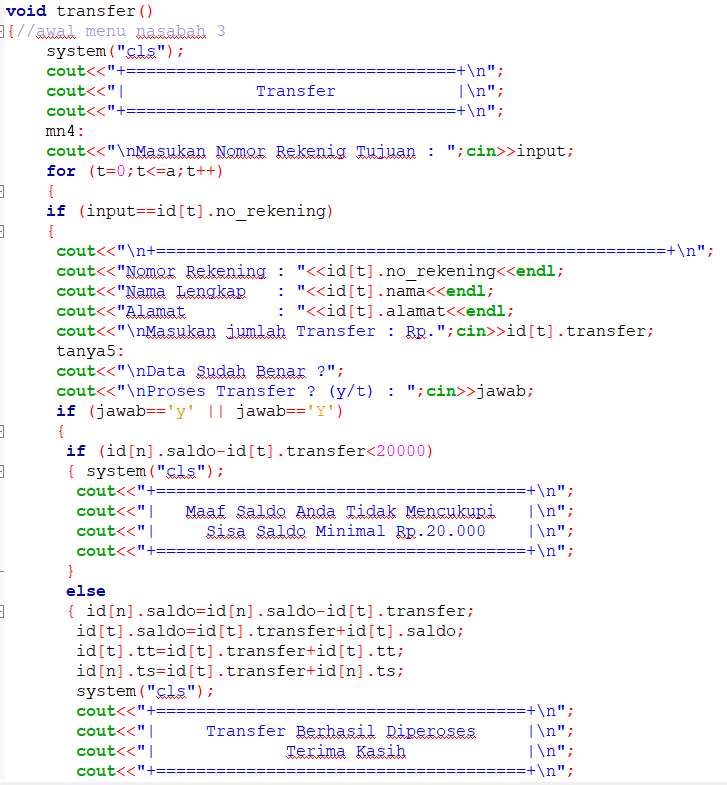 void transfer()
{//awal menu nasabah 3
    system("cls");
    cout<<"+=================================+\n";
    cout<<"|             Transfer            |\n";
    cout<<"+=================================+\n";
    mn4:
    cout<<"\nMasukan Nomor Rekenig Tujuan : ";cin>>input;
    for (t=0;t<=a;t++)
    {
    if (input==id[t].no_rekening)
    {
     cout<<"\n+===================================================+\n";
     cout<<"Nomor Rekening : "<<id[t].no_rekening<<endl;
     cout<<"Nama Lengkap   : "<<id[t].nama<<endl;
     cout<<"Alamat         : "<<id[t].alamat<<endl;
     cout<<"\nMasukan jumlah Transfer : Rp.";cin>>id[t].transfer;
     tanya5:
     cout<<"\nData Sudah Benar ?";
     cout<<"\nProses Transfer ? (y/t) : ";cin>>jawab;
     if (jawab=='y' || jawab=='Y')
     {
      if (id[n].saldo-id[t].transfer<20000)
      { system("cls");
       cout<<"+=====================================+\n";
       cout<<"|   Maaf Saldo Anda Tidak Mencukupi   |\n";
       cout<<"|     Sisa Saldo Minimal Rp.20.000    |\n";
       cout<<"+=====================================+\n";
      }
      else
      { id[n].saldo=id[n].saldo-id[t].transfer;
       id[t].saldo=id[t].transfer+id[t].saldo;
       id[t].tt=id[t].transfer+id[t].tt;
       id[n].ts=id[t].transfer+id[n].ts;
       system("cls");
       cout<<"+=====================================+\n";
       cout<<"|     Transfer Berhasil Diperoses     |\n";
       cout<<"|             Terima Kasih            |\n";
       cout<<"+=====================================+\n";